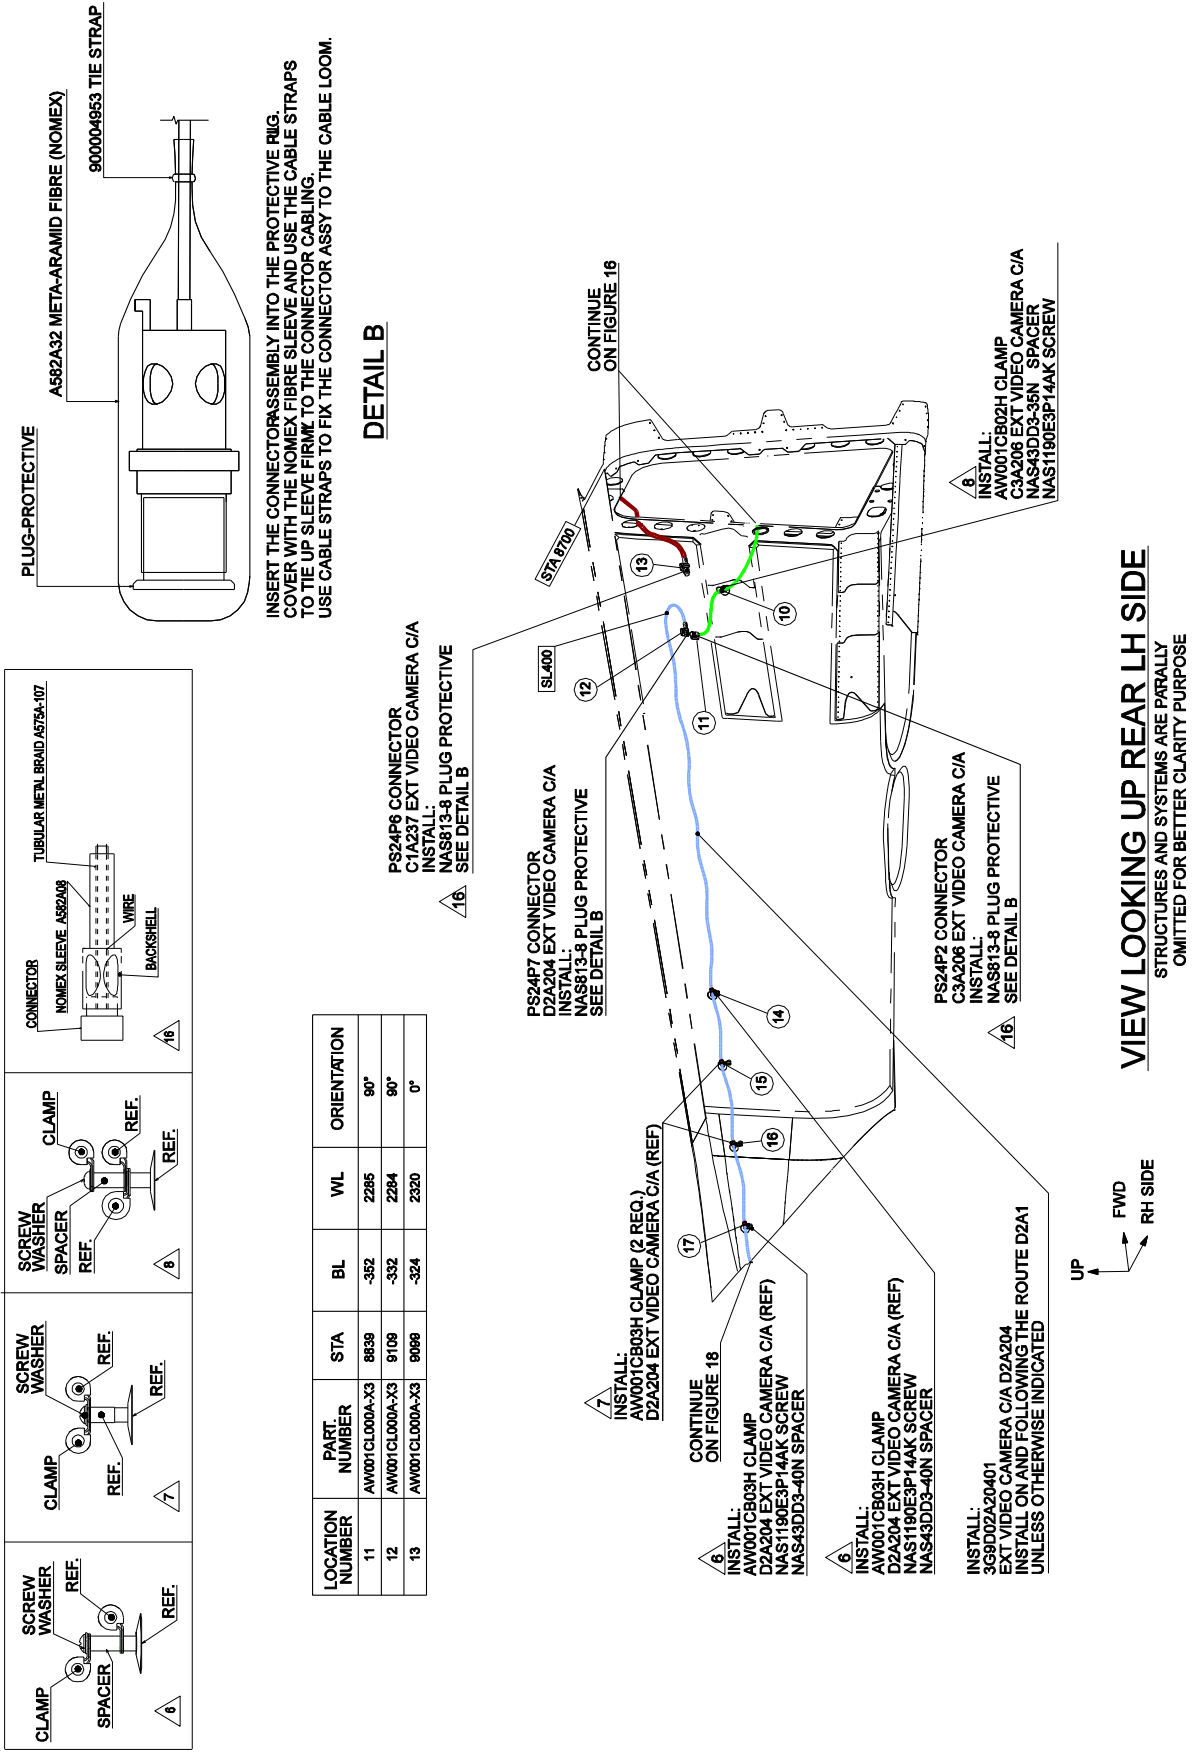 CLAMP
SCREW
WASHER
SPACER
REF.
REF.
6
CLAMP
SCREW
WASHER
REF.
REF.
REF.
7
SCREW
WASHER
SPACER
REF.
CLAMP
REF.
REF.
8
CONNECTOR
NOMEX SLEEVE A582A08
TUBULAR METAL BRAID A575A-107
WIRE
BACKSHELL
16
PLUG-PROTECTIVE
A582A32 META-ARAMID FIBRE (NOMEX)
900004953 TIE STRAP
INSERT THE CONNECTOR ASSEMBLY INTO THE PROTECTIVE PLUG.
COVER WITH THE NOMEX FIBRE SLEEVE AND USE THE CABLE STRAPS
TO TIE UP SLEEVE FIRMLY TO THE CONNECTOR CABLING.
USE CABLE STRAPS TO FIX THE CONNECTOR ASSY TO THE CABLE LOOM.
DETAIL B
LOCATION NUMBER PART NUMBER STA BL WL ORIENTATION
11 AW001CL000A-X3 8839 -352 2285 90°
12 AW001CL000A-X3 9109 -332 2284 90°
13 AW001CL000A-X3 9099 -324 2320 0°
PS24P6 CONNECTOR
C1A237 EXT VIDEO CAMERA C/A
INSTALL:
NAS813-8 PLUG PROTECTIVE
SEE DETAIL B
16
PS24P7 CONNECTOR
D2A204 EXT VIDEO CAMERA C/A
INSTALL:
NAS813-8 PLUG PROTECTIVE
SEE DETAIL B
SL400
STA 8700
CONTINUE
ON FIGURE 16
13
12
11
10
14
15
16
17
7
INSTALL:
AW001CB03H CLAMP (2 REQ.)
D2A204 EXT VIDEO CAMERA C/A (REF)
CONTINUE
ON FIGURE 18
6
INSTALL:
AW001CB03H CLAMP
D2A204 EXT VIDEO CAMERA C/A (REF)
NAS1190E3P14AK SCREW
NAS43DD3-40N SPACER
6
INSTALL:
AW001CB03H CLAMP
D2A204 EXT VIDEO CAMERA C/A (REF)
NAS1190E3P14AK SCREW
NAS43DD3-40N SPACER
INSTALL:
3G9D02A20401
EXT VIDEO CAMERA C/A D2A204
INSTALL ON AND FOLLOWING THE ROUTE D2A1
UNLESS OTHERWISE INDICATED
PS24P2 CONNECTOR
C3A206 EXT VIDEO CAMERA C/A
INSTALL:
NAS813-8 PLUG PROTECTIVE
SEE DETAIL B
16
8
INSTALL:
AW001CB02H CLAMP
C3A206 EXT VIDEO CAMERA C/A
NAS43DD3-35N SPACER
NAS1190E3P14AK SCREW
UP
FWD
RH SIDE
VIEW LOOKING UP REAR LH SIDE
STRUCTURES AND SYSTEMS ARE PARALLY
OMITTED FOR BETTER CLARITY PURPOSE